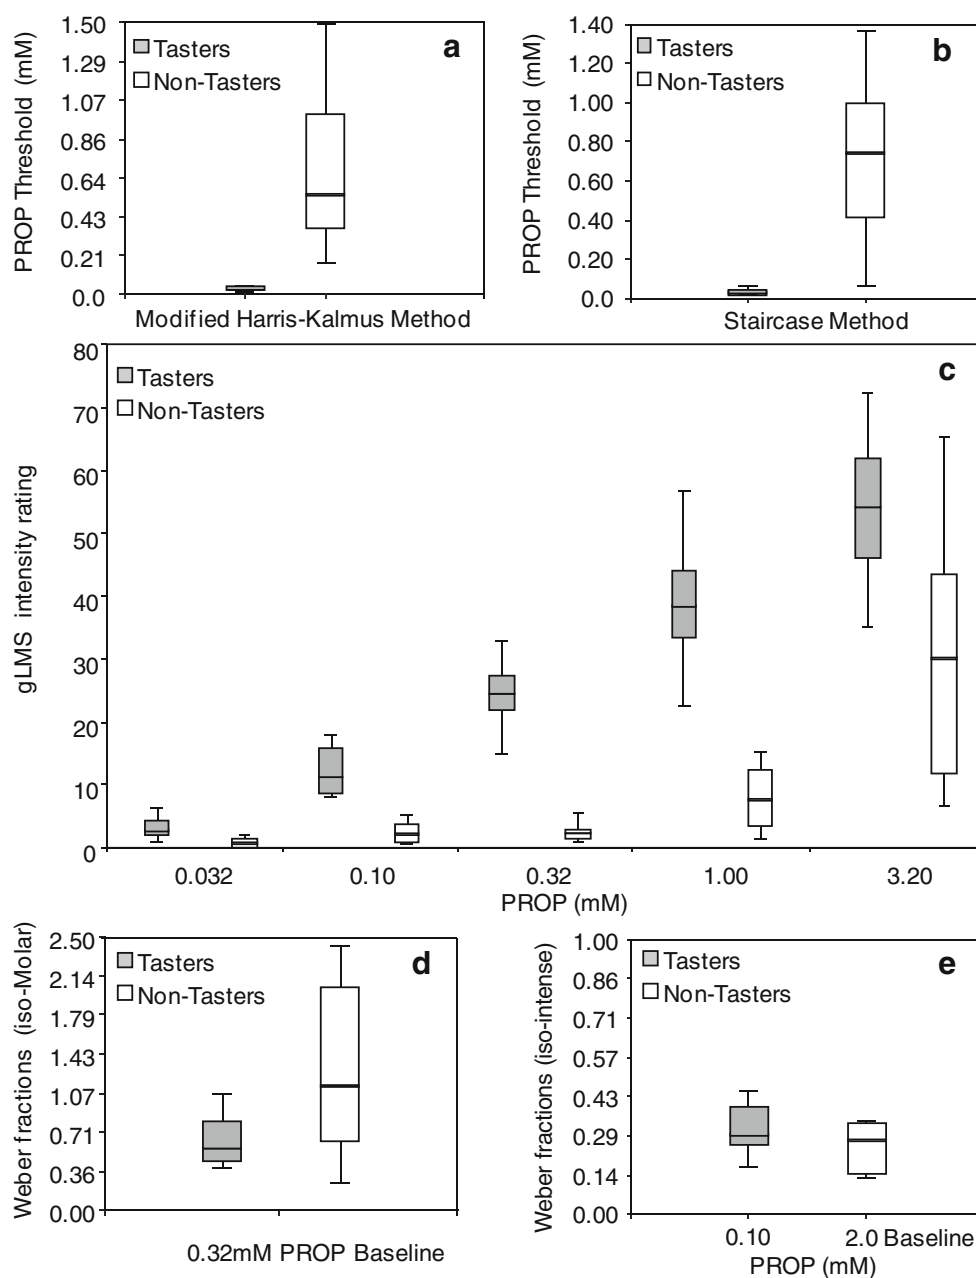 PROP Threshold (mM)
1.50
1.29
1.07
0.86
0.64
0.43
0.21
0.0
Tasters
Non-Tasters
a
Modified Harris-Kalmus Method
PROP Threshold (mM)
1.40
1.20
1.00
0.80
0.60
0.40
0.20
0.0
Tasters
Non-Tasters
b
Staircase Method
gLMS intensity rating
80
70
60
50
40
30
20
10
0
Tasters
Non-Tasters
c
0.032 0.10 0.32 1.00 3.20
PROP (mM)
Weber fractions (iso-Molar)
2.50
2.14
1.79
1.43
1.07
0.71
0.36
0.00
Tasters
Non-Tasters
d
0.32mM PROP Baseline
Weber fractions (iso-intense)
1.00
0.86
0.71
0.57
0.43
0.29
0.14
0.00
Tasters
Non-Tasters
e
0.10 2.0 Baseline
PROP (mM)